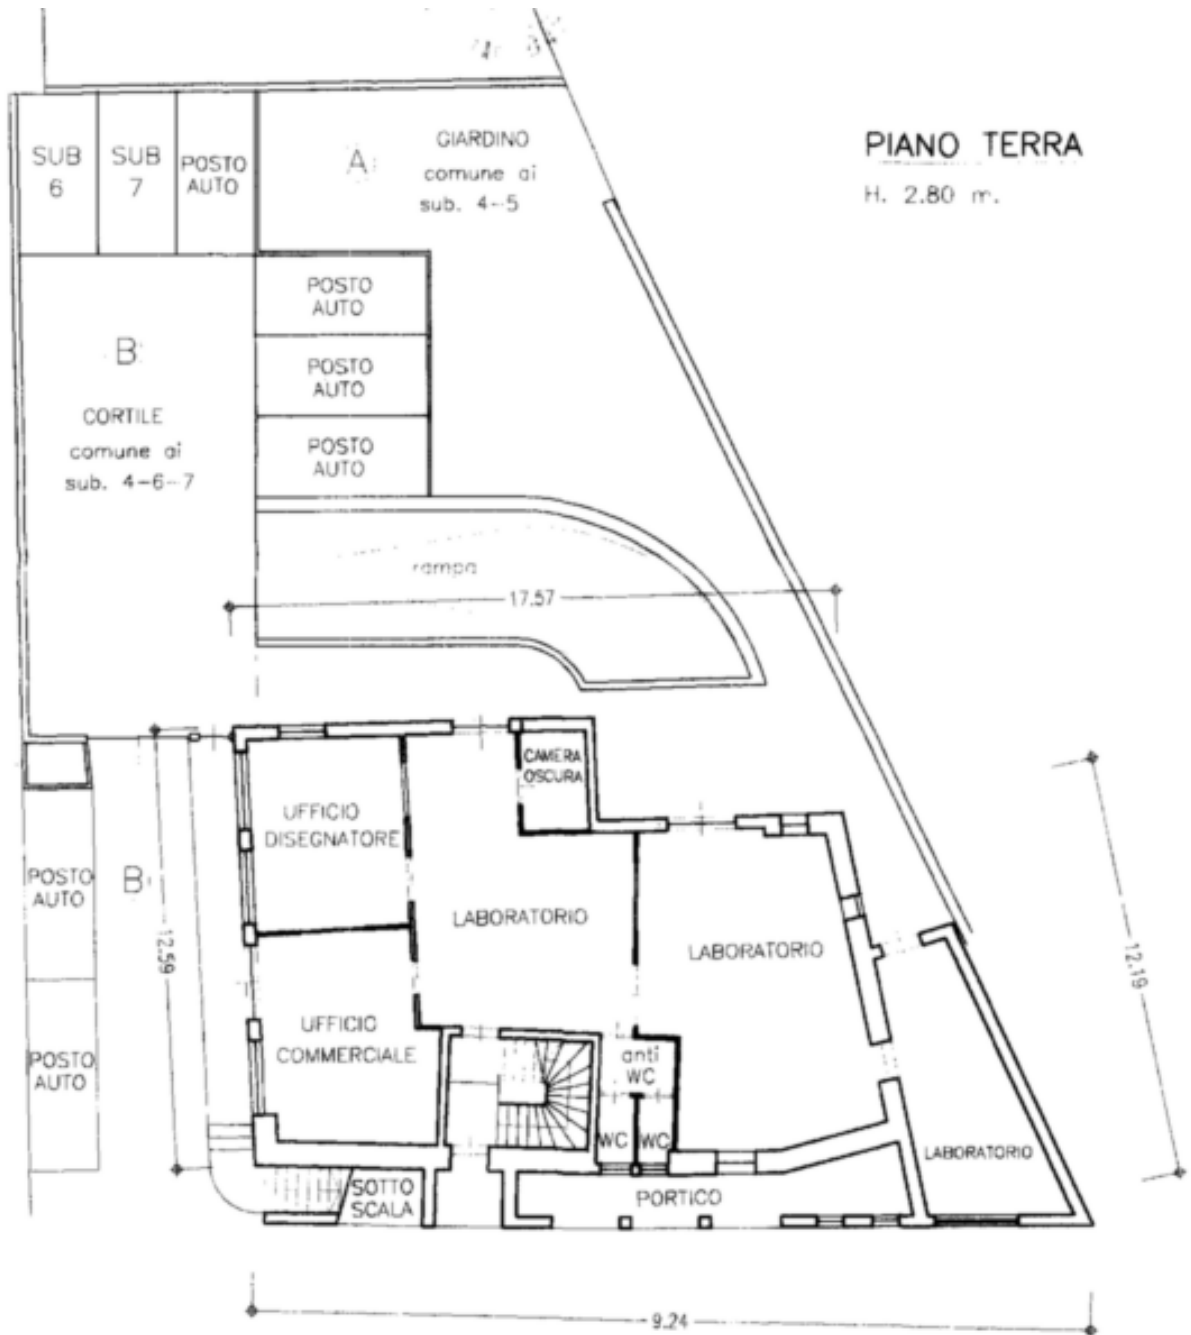 PIANO TERRA
H. 2.80 m.
SUB
6
SUB
7
POSTO
AUTO
A
GIARDINO
comune ai
sub. 4-5
POSTO
AUTO
POSTO
AUTO
POSTO
AUTO
B
CORTILE
comune ai
sub. 4-6-7
rampa
17.57
CAMERA
OSCURA
UFFICIO
DISEGNATORE
LABORATORIO
LABORATORIO
POSTO
AUTO
B
12.59
12.19
UFFICIO
COMMERCIALE
anti
WC
POSTO
AUTO
WC
WC
LABORATORIO
SOTTO
SCALA
PORTICO
9.24